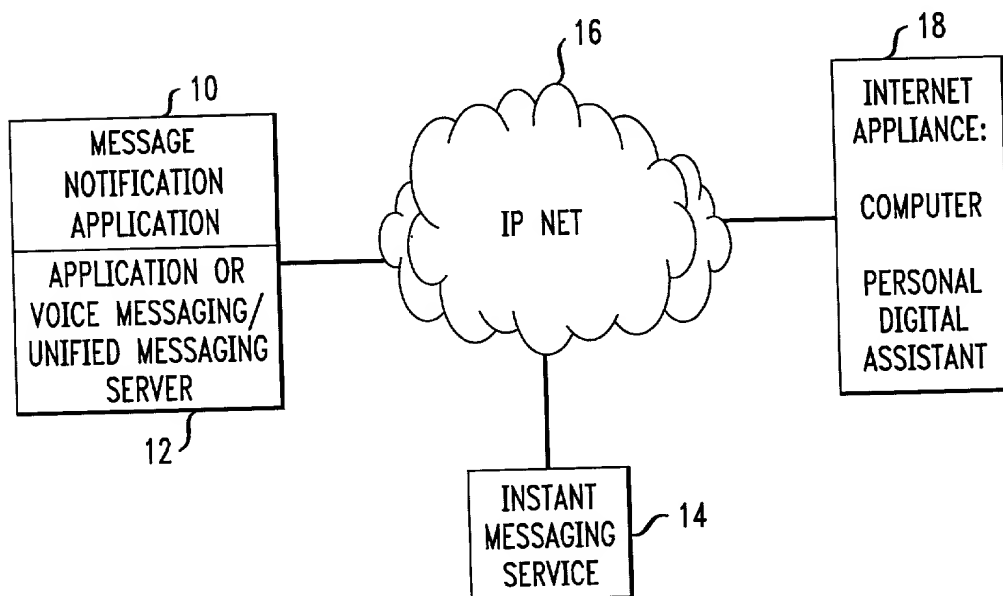 10
MESSAGE
NOTIFICATION
APPLICATION
APPLICATION OR
VOICE MESSAGING/
UNIFIED MESSAGING
SERVER
12
16
IP NET
18
INTERNET
APPLIANCE:
COMPUTER
PERSONAL
DIGITAL
ASSISTANT
INSTANT
MESSAGING
SERVICE
14